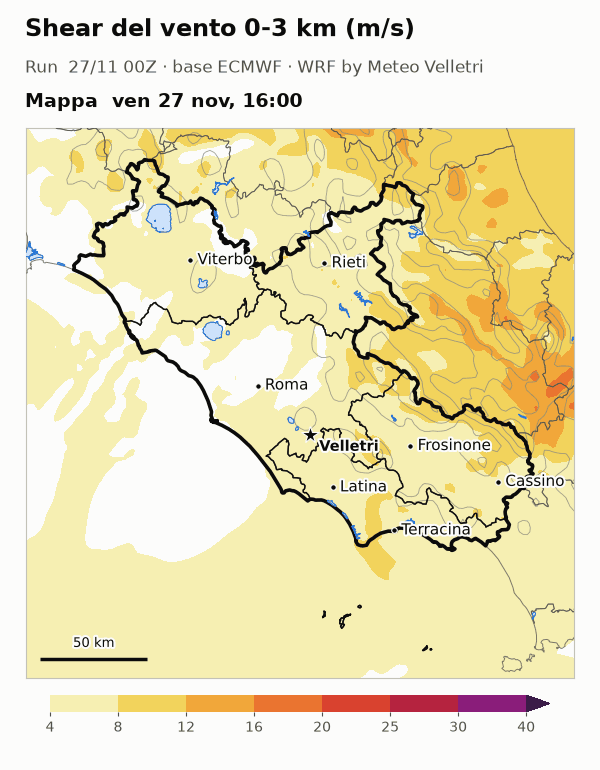 Shear del vento 0-3 km (m/s)
Run  27/11 00Z · base ECMWF · WRF by Meteo Velletri
Mappa  ven 27 nov, 16:00
Viterbo
Rieti
Roma
Velletri
Frosinone
Latina
Cassino
Terracina
50 km
4 8 12 16 20 25 30 40